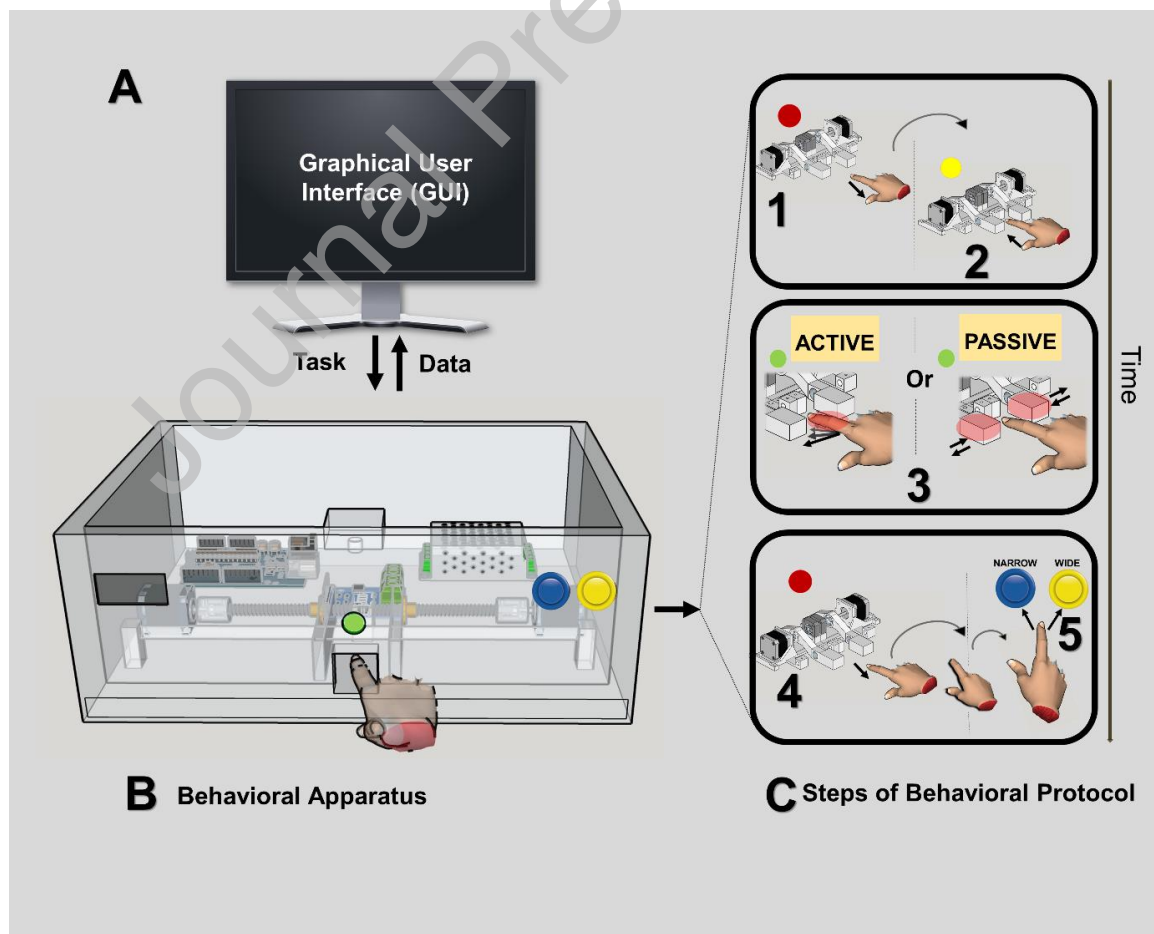 A
Graphical User
Interface (GUI)
Task
Data
B Behavioral Apparatus
1
2
ACTIVE
PASSIVE
Or
3
NARROW
WIDE
4
5
Time
C Steps of Behavioral Protocol
Journal Pre